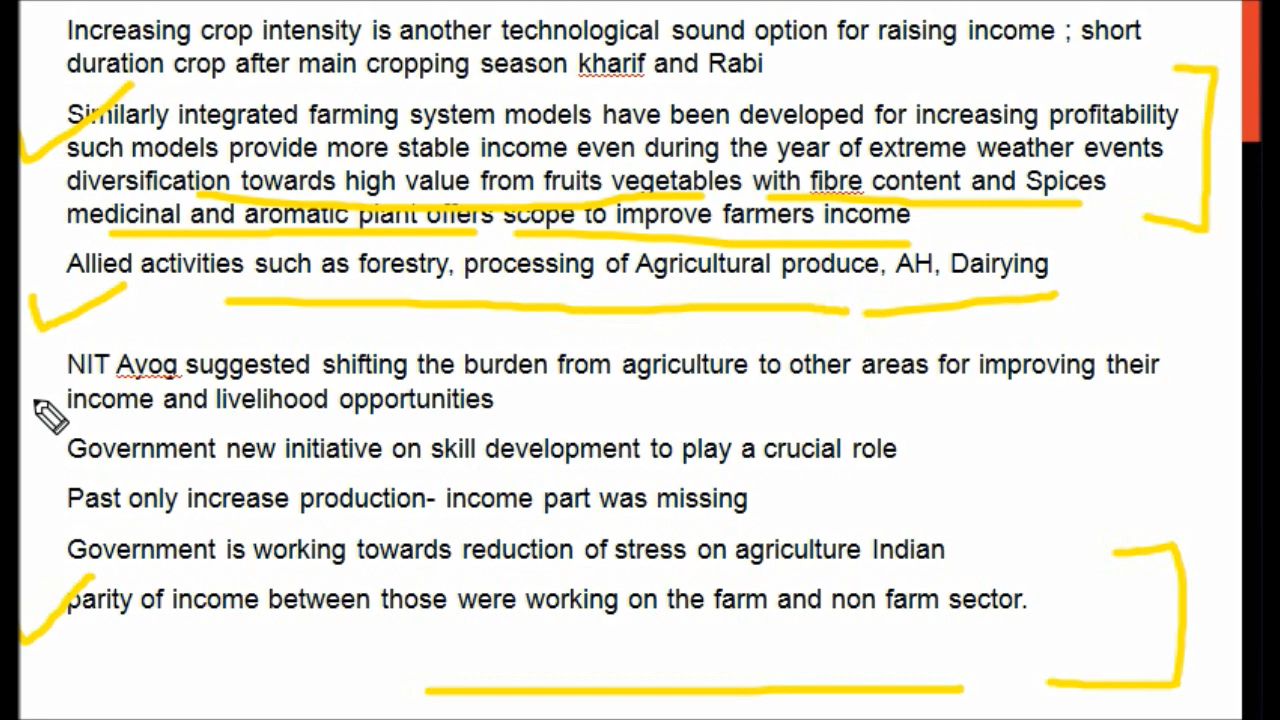 Increasing crop intensity is another technological sound option for raising income ; short
duration crop after main cropping season kharif and Rabi
Similarly integrated farming system models have been developed for increasing profitability
such models provide more stable income even during the year of extreme weather events
diversification towards high value from fruits vegetables with fibre content and Spices
medicinal and aromatic plant offers scope to improve farmers income
Allied activities such as forestry, processing of Agricultural produce, AH, Dairying
NIT Ayog suggested shifting the burden from agriculture to other areas for improving their
income and livelihood opportunities
Government new initiative on skill development to play a crucial role
Past only increase production- income part was missing
Government is working towards reduction of stress on agriculture Indian
parity of income between those were working on the farm and non farm sector.